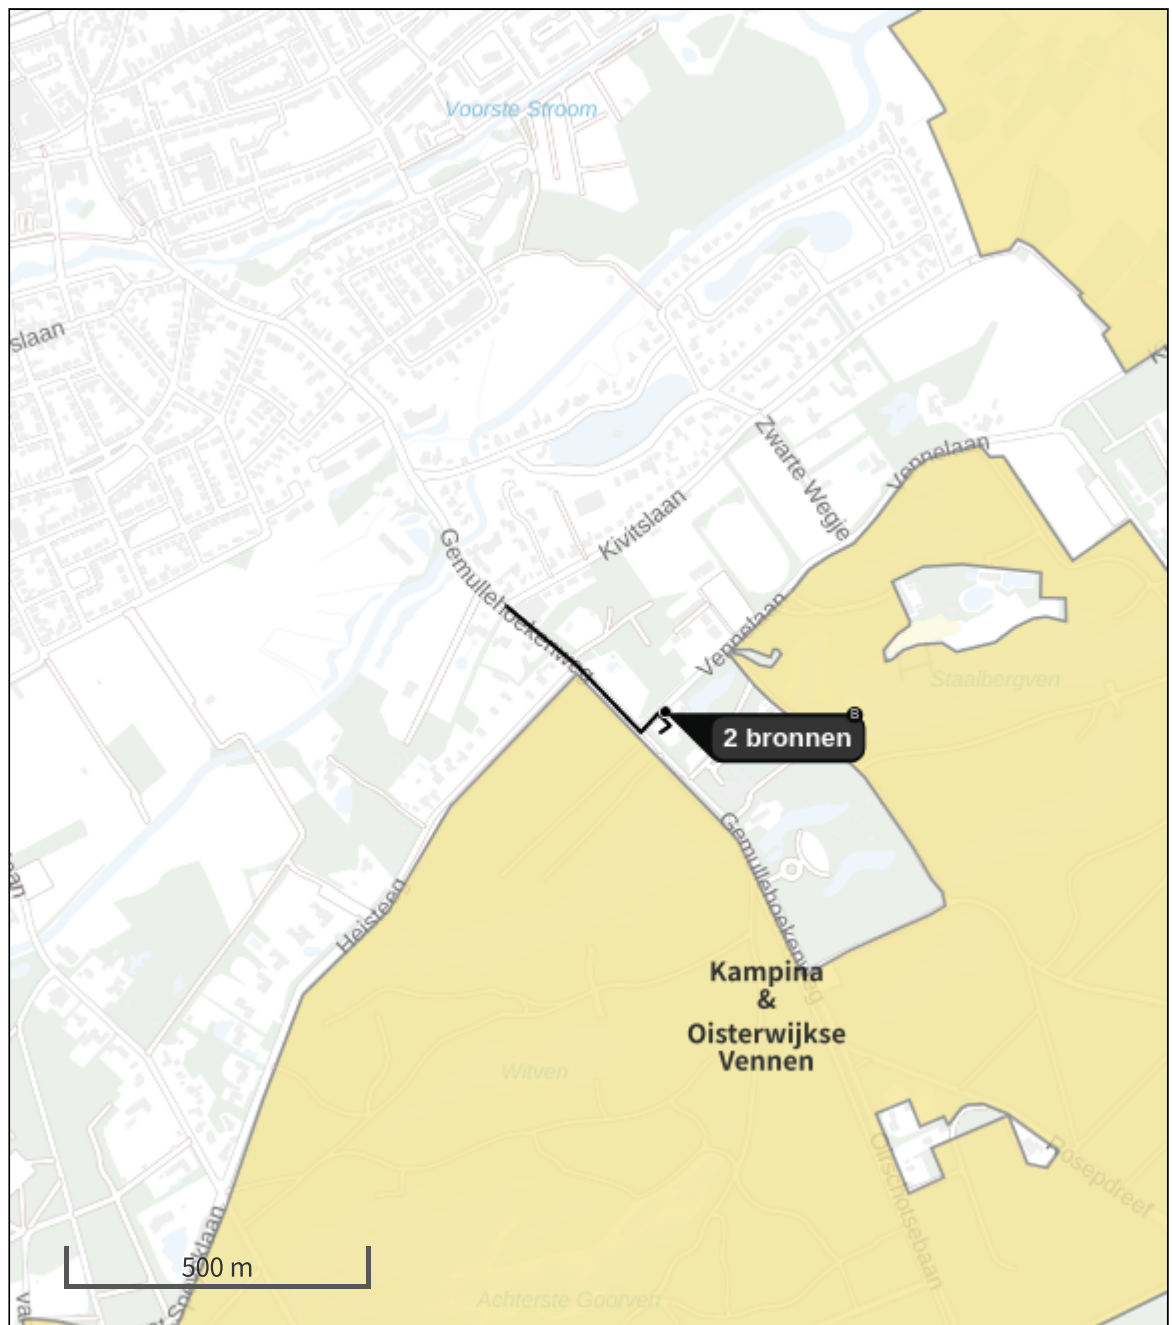 Voorste Stroom
slaan
Zwarte Wegje
Vennelaan
Kivitslaan
Gemullehoekenweg
Vennelaan
Staalbergven
B
2 bronnen
Gemullehoekenweg
Heisteeg
Kampina
&
Oisterwijkse
Vennen
Witven
Rosepdreef
Oirschotsebaan
500 m
Achterste Goorven